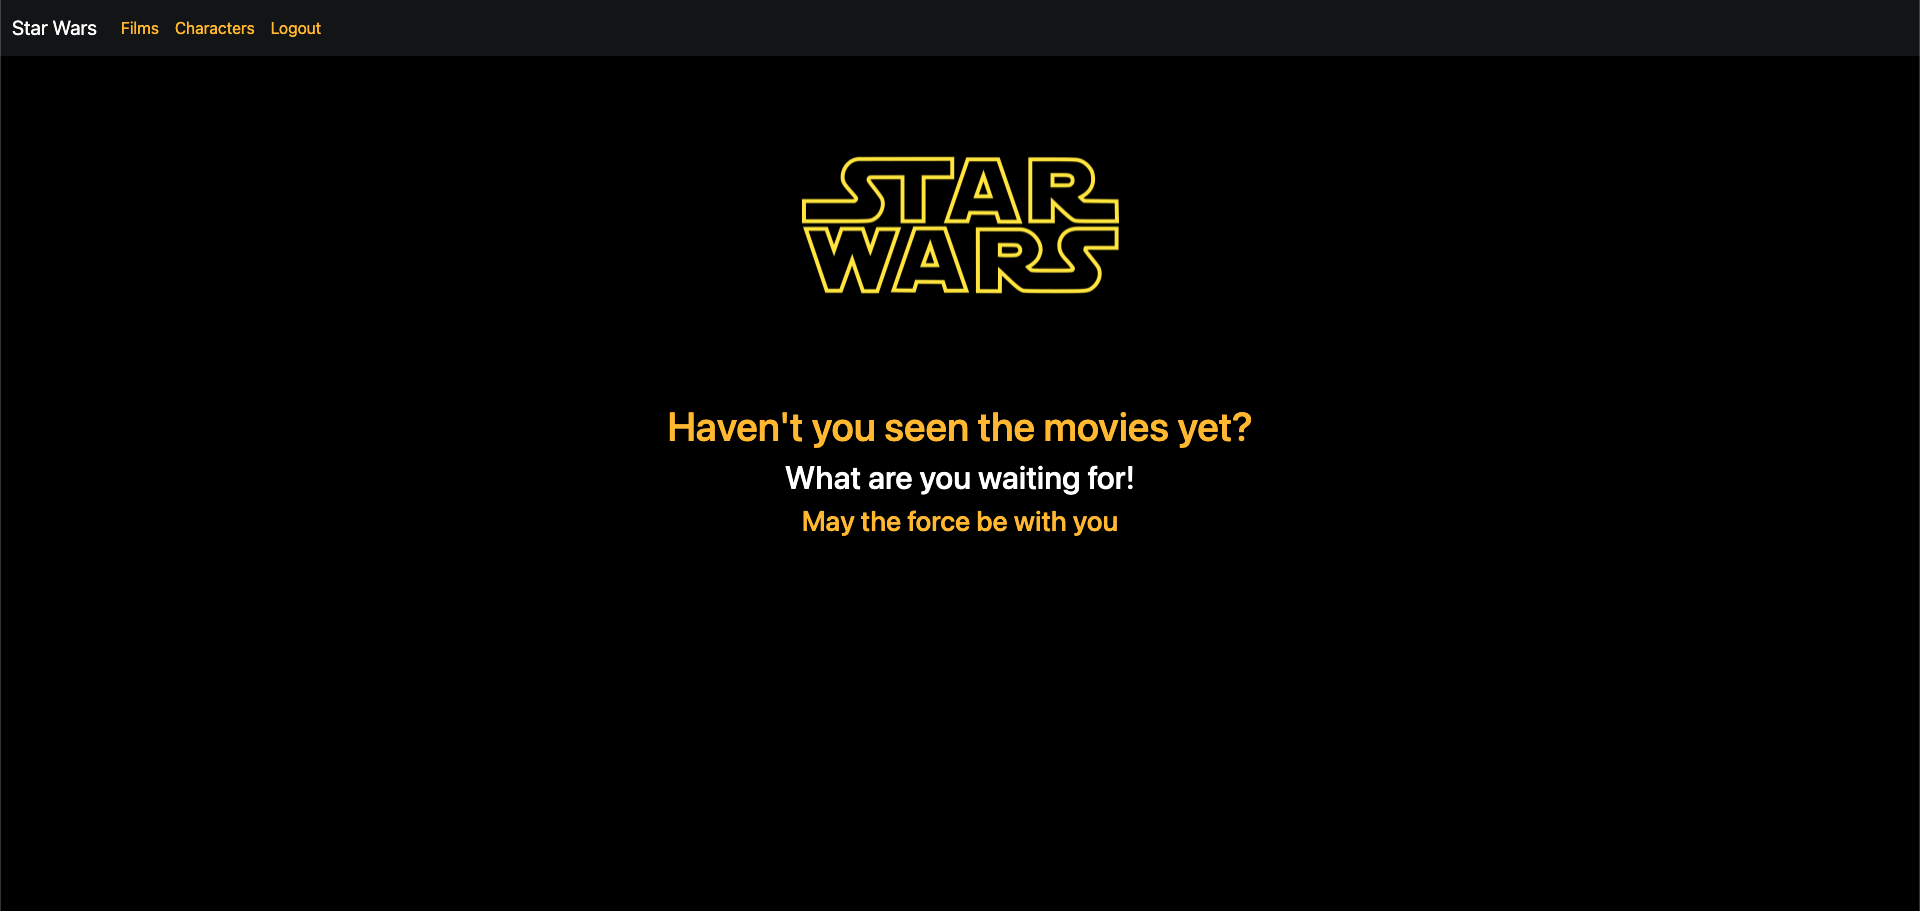 Star Wars Films Characters Logout
STAR
WARS
Haven't you seen the movies yet?
What are you waiting for!
May the force be with you